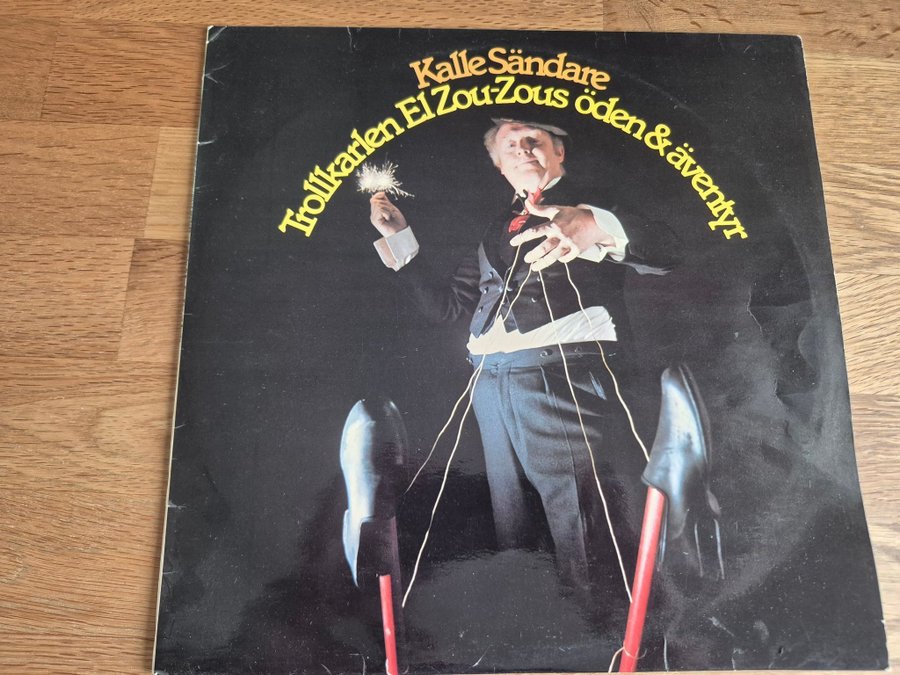 Kalle Sändare
Trollkarlen El Zou-Zous öden & äventyr